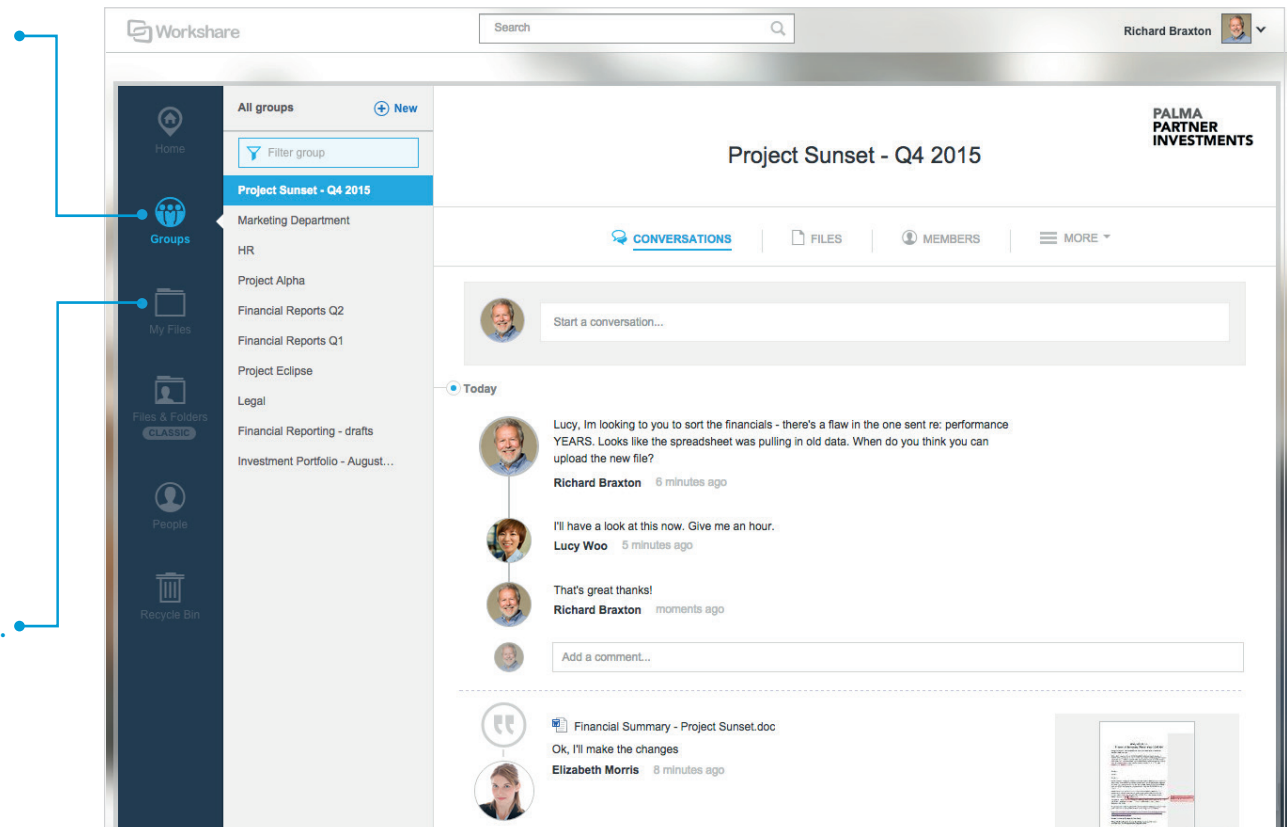 Workshare
Search
Richard Braxton
Home
Groups
My Files
Files & Folders
CLASSIC
People
Recycle Bin
All groups
New
Filter group
Project Sunset - Q4 2015
Marketing Department
HR
Project Alpha
Financial Reports Q2
Financial Reports Q1
Project Eclipse
Legal
Financial Reporting - drafts
Investment Portfolio - August…
Project Sunset - Q4 2015
PALMA
PARTNER
INVESTMENTS
CONVERSATIONS
FILES
MEMBERS
MORE
Start a conversation...
Today
Lucy, Im looking to you to sort the financials - there's a flaw in the one sent re: performance
YEARS. Looks like the spreadsheet was pulling in old data. When do you think you can
upload the new file?
Richard Braxton 6 minutes ago
I'll have a look at this now. Give me an hour.
Lucy Woo 5 minutes ago
That's great thanks!
Richard Braxton moments ago
Add a comment...
Financial Summary - Project Sunset.doc
Ok, I'll make the changes
Elizabeth Morris 8 minutes ago